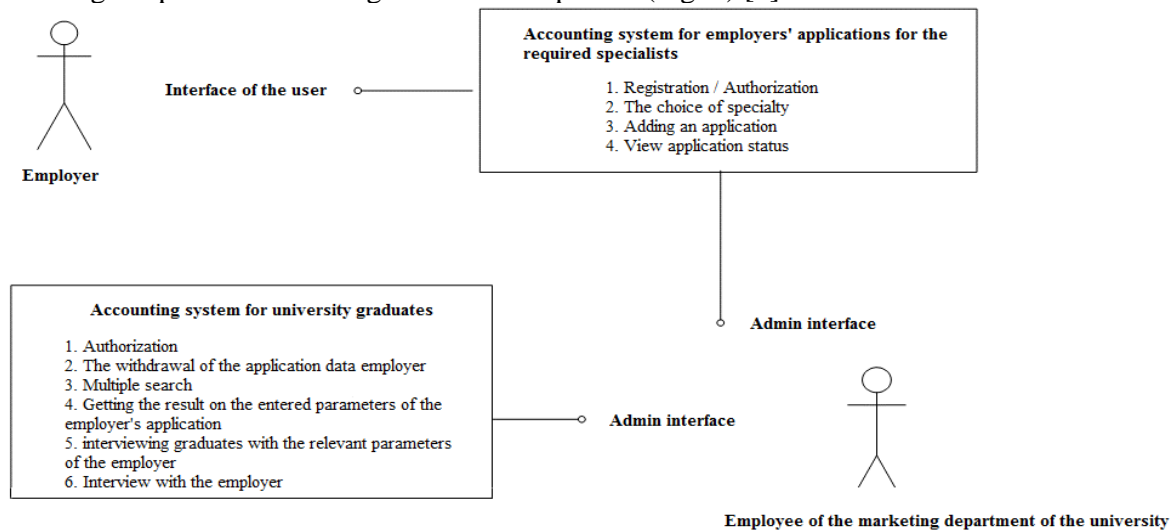 Accounting system for employers' applications for the
required specialists
1. Registration / Authorization
2. The choice of specialty
3. Adding an application
4. View application status
Interface of the user
Employer
Accounting system for university graduates
1. Authorization
2. The withdrawal of the application data employer
3. Multiple search
4. Getting the result on the entered parameters of the
employer's application
5. interviewing graduates with the relevant parameters
of the employer
6. Interview with the employer
Admin interface
Admin interface
Employee of the marketing department of the university